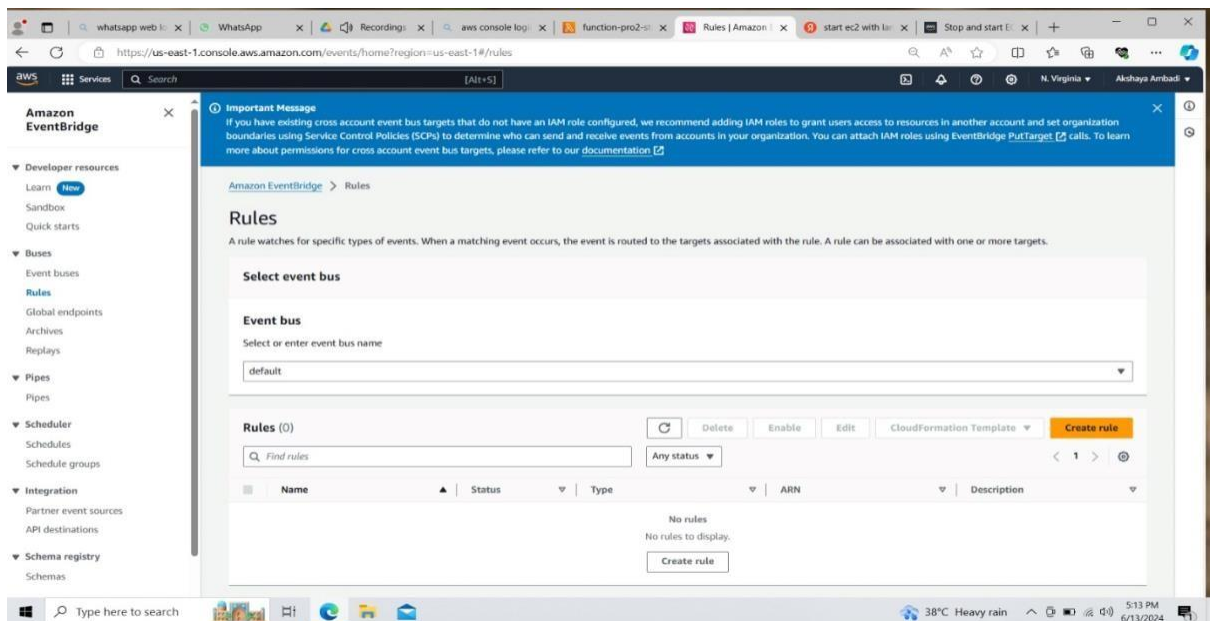 whatsapp web lo
WhatsApp
Recordings
aws console logi
function-pro2-st
Rules | Amazon E
start ec2 with lan
Stop and start EC
https://us-east-1.console.aws.amazon.com/events/home?region=us-east-1#/rules
aws
Services
Search
[Alt+S]
N. Virginia
Akshaya Ambadi
Amazon EventBridge
Developer resources
Learn New
Sandbox
Quick starts
Buses
Event buses
Rules
Global endpoints
Archives
Replays
Pipes
Pipes
Scheduler
Schedules
Schedule groups
Integration
Partner event sources
API destinations
Schema registry
Schemas
Important Message
If you have existing cross account event bus targets that do not have an IAM role configured, we recommend adding IAM roles to grant users access to resources in another account and set organization
boundaries using Service Control Policies (SCPs) to determine who can send and receive events from accounts in your organization. You can attach IAM roles using EventBridge PutTarget calls. To learn
more about permissions for cross account event bus targets, please refer to our documentation
Amazon EventBridge > Rules
Rules
A rule watches for specific types of events. When a matching event occurs, the event is routed to the targets associated with the rule. A rule can be associated with one or more targets.
Select event bus
Event bus
Select or enter event bus name
default
Rules (0)
Delete
Enable
Edit
CloudFormation Template
Create rule
Find rules
Any status
1
Name
Status
Type
ARN
Description
No rules
No rules to display.
Create rule
Type here to search
38°C Heavy rain
5:13 PM
6/13/2024